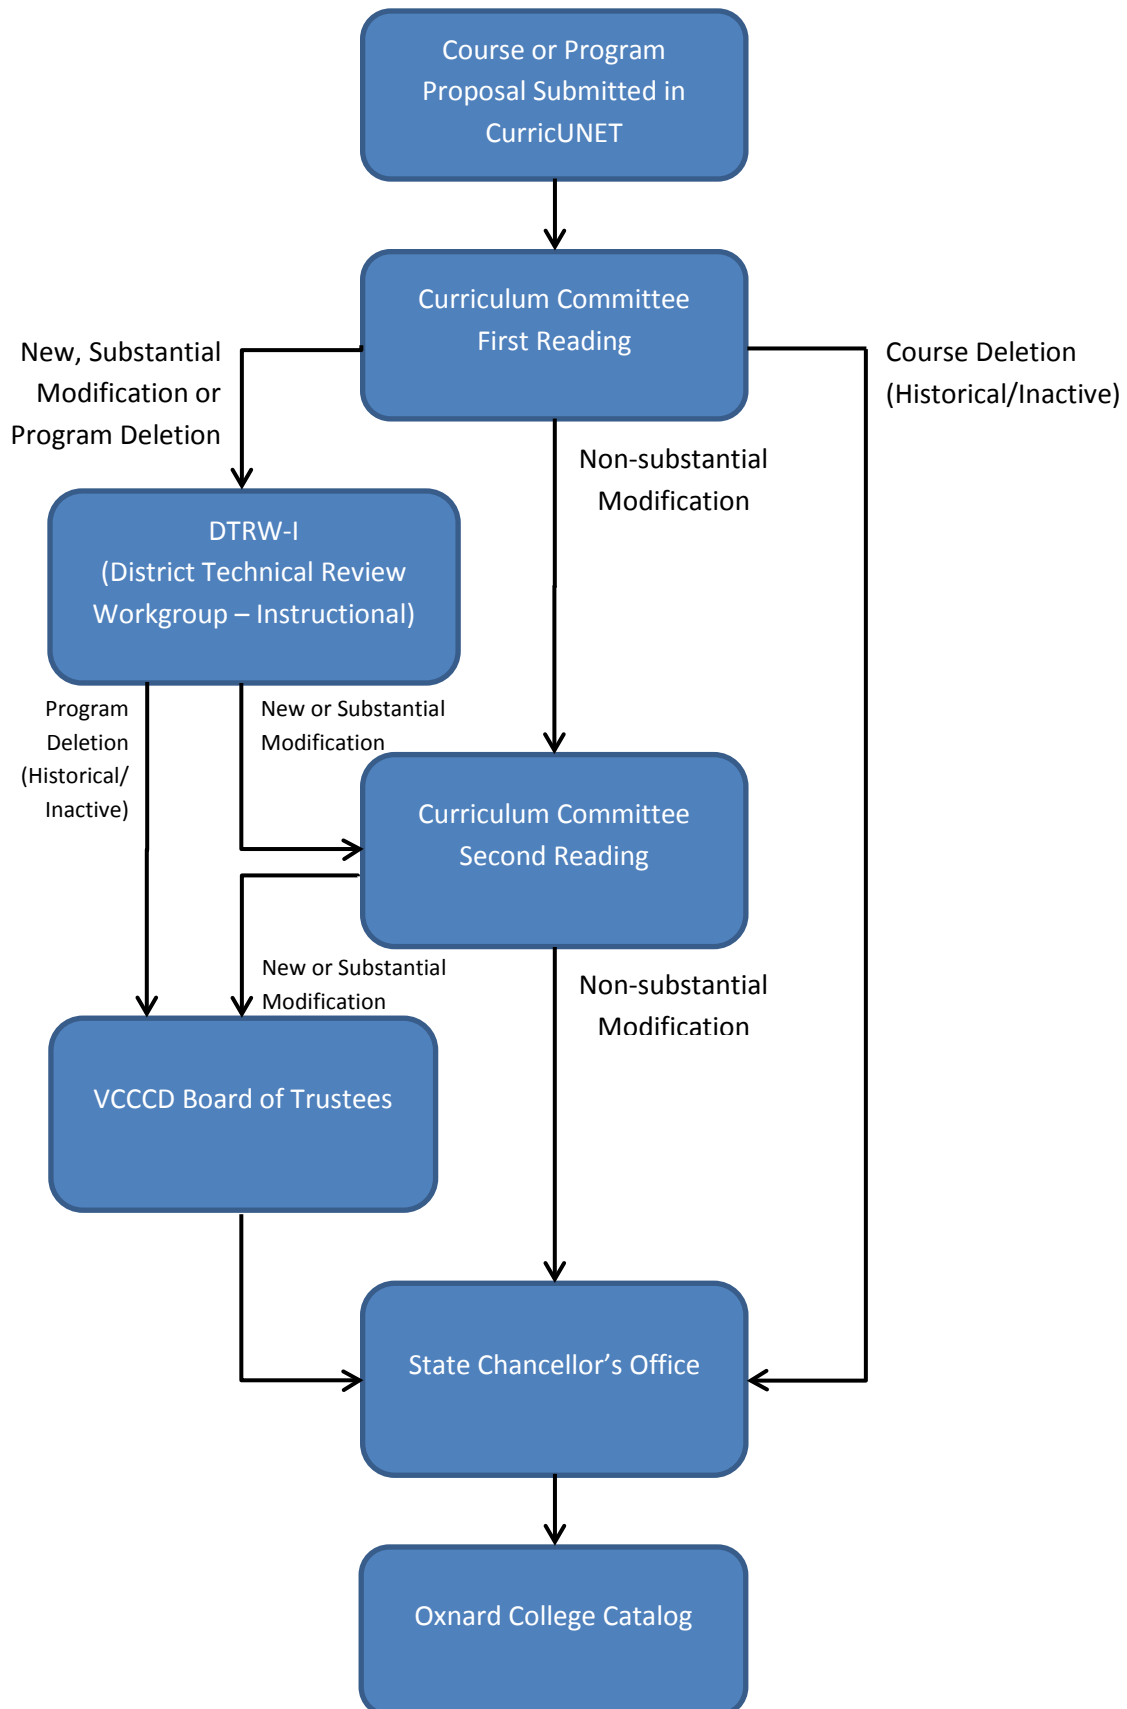 Course or Program
Proposal Submitted in
CurricUNET
Curriculum Committee
First Reading
New, Substantial
Modification or
Program Deletion
Course Deletion
(Historical/Inactive)
Non-substantial
Modification
DTRW-I
(District Technical Review
Workgroup – Instructional)
Program
Deletion
(Historical/
Inactive)
New or Substantial
Modification
Curriculum Committee
Second Reading
New or Substantial
Modification
Non-substantial
Modification
VCCCD Board of Trustees
State Chancellor’s Office
Oxnard College Catalog